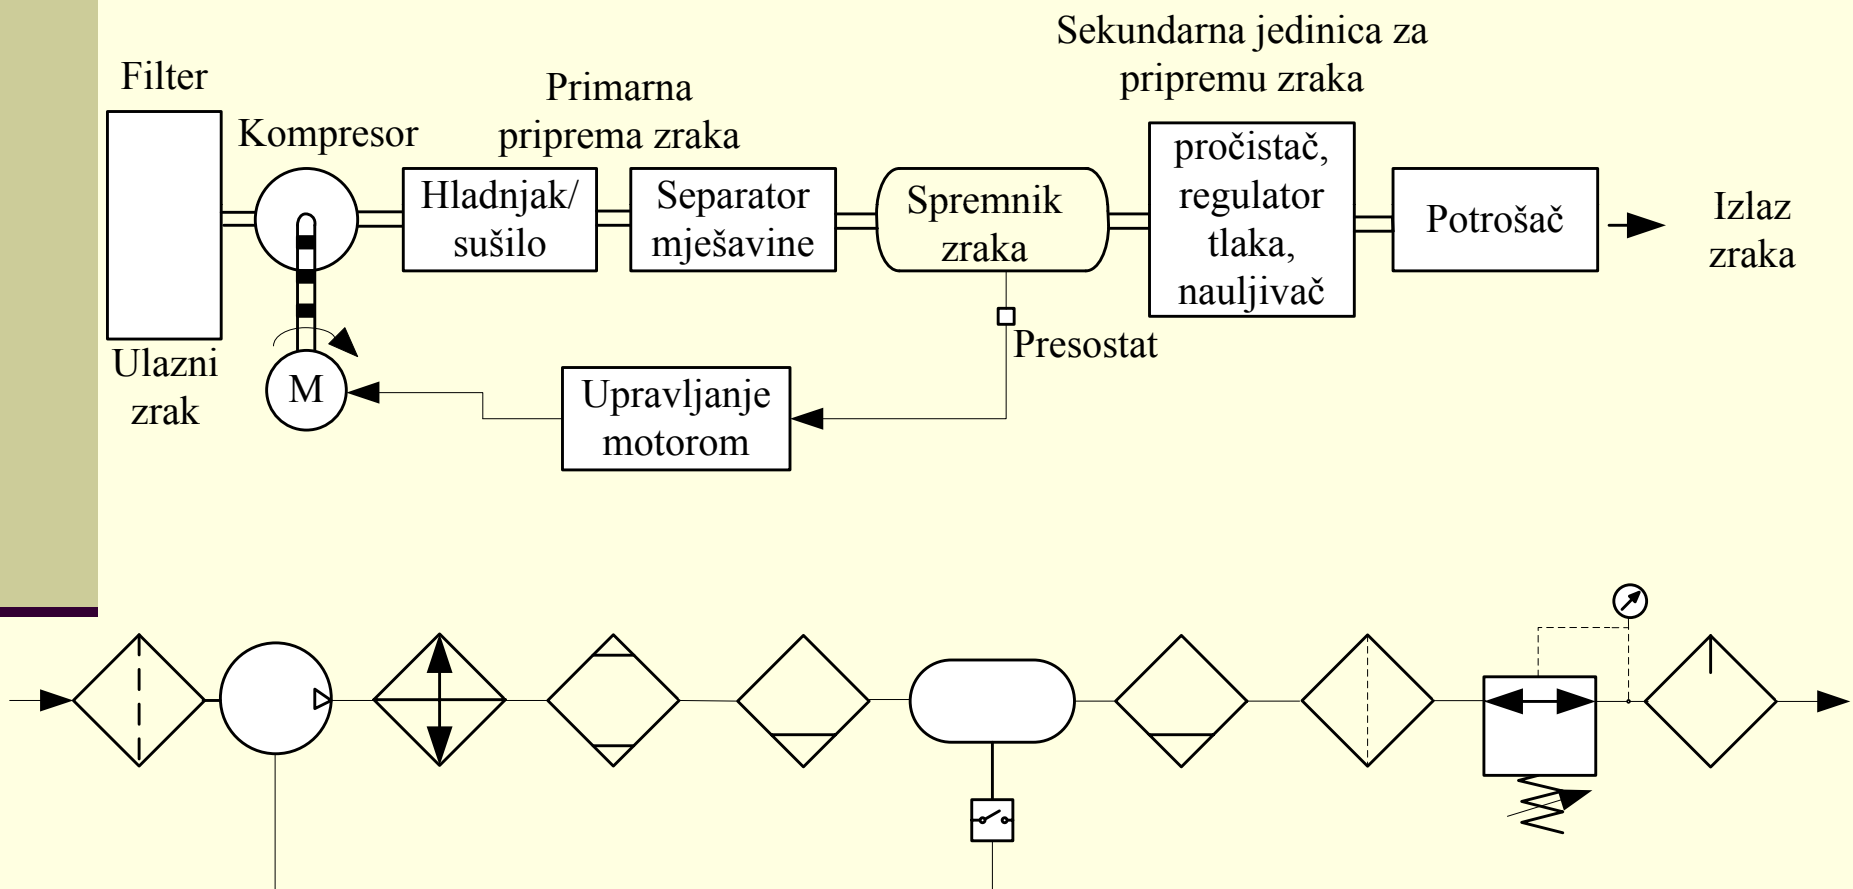 Filter
Ulazni
zrak
Kompresor
M
Primarna
priprema zraka
Hladnjak/
sušilo
Separator
mješavine
Spremnik
zraka
Presostat
Upravljanje
motorom
Sekundarna jedinica za
pripremu zraka
pročistač,
regulator
tlaka,
nauljivač
Potrošač
Izlaz
zraka